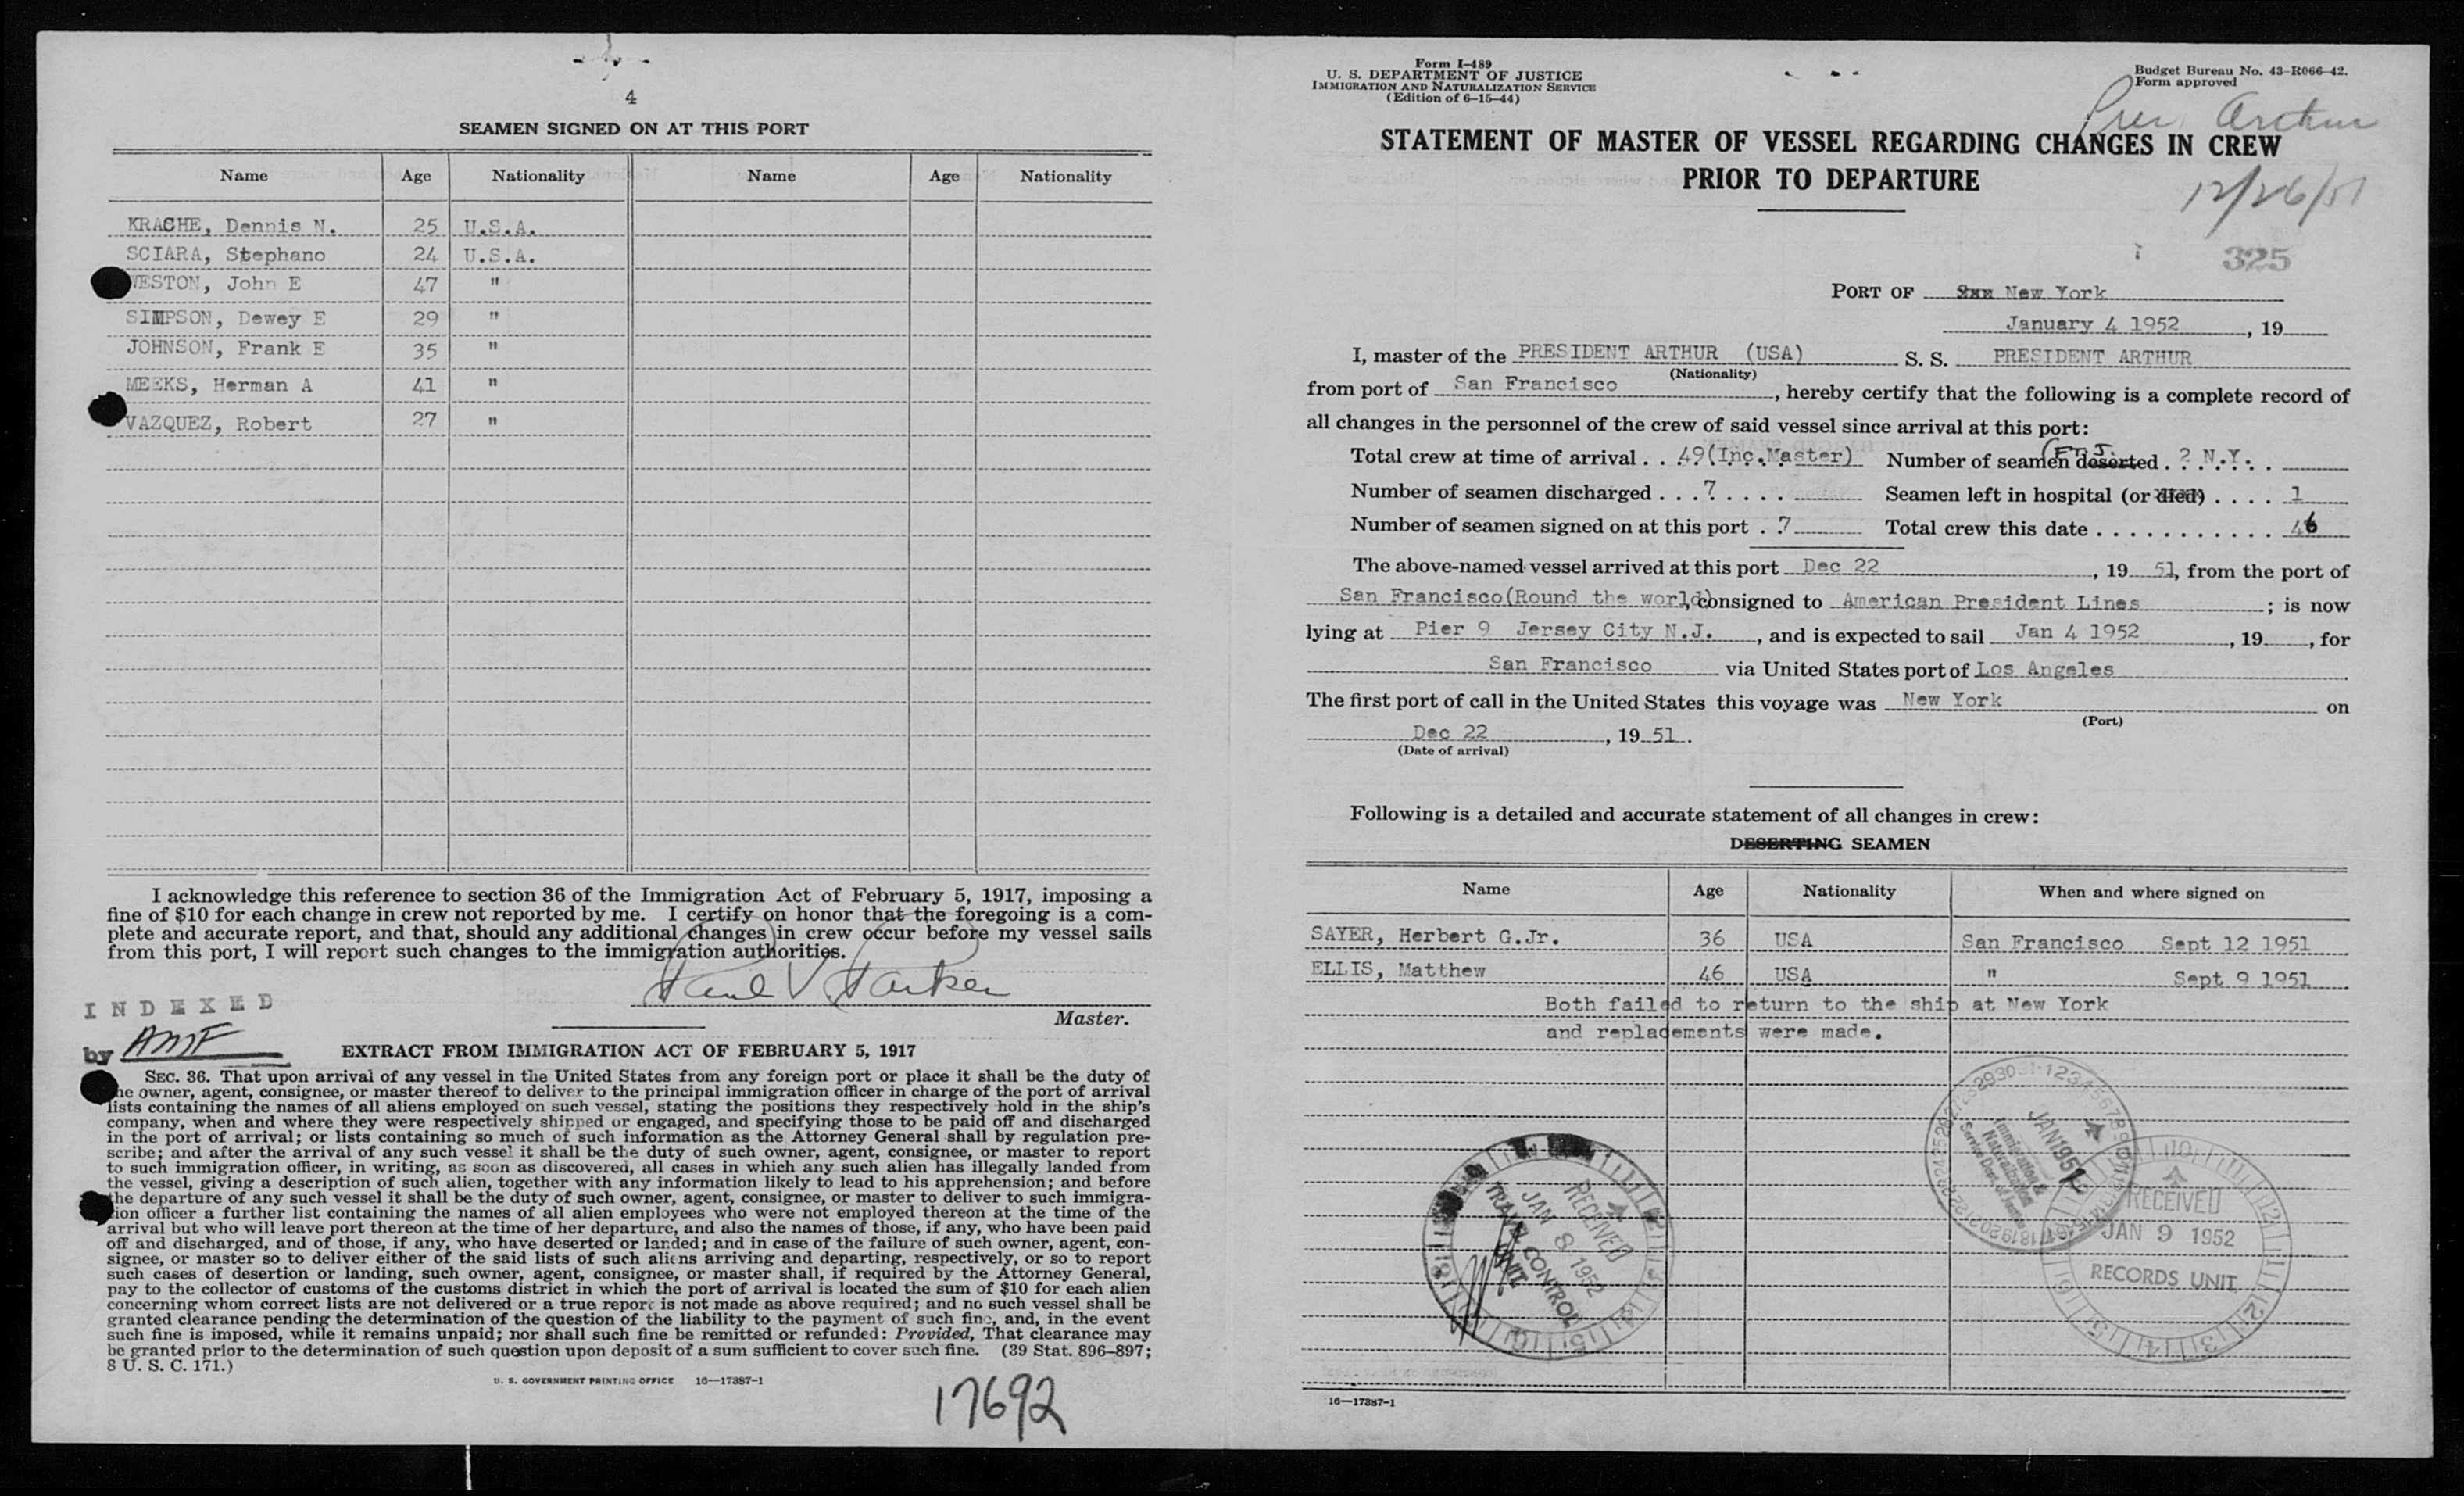 4
SEAMEN SIGNED ON AT THIS PORT
Name Age Nationality Name Age Nationality
KRACHE, Dennis N. 25 U.S.A.
SCIARA, Stephano 24 U.S.A.
WESTON, John E 47 "
SIMPSON, Dewey E 29 "
JOHNSON, Frank E 35 "
MEEKS, Herman A 41 "
VAZQUEZ, Robert 27 "
I acknowledge this reference to section 36 of the Immigration Act of February 5, 1917, imposing a
fine of $10 for each change in crew not reported by me. I certify on honor that the foregoing is a com-
plete and accurate report, and that, should any additional changes in crew occur before my vessel sails
from this port, I will report such changes to the immigration authorities.
Paul V. Parker
Master.
INDEXED
by AMF
EXTRACT FROM IMMIGRATION ACT OF FEBRUARY 5, 1917
SEC. 36. That upon arrival of any vessel in the United States from any foreign port or place it shall be the duty of
the owner, agent, consignee, or master thereof to deliver to the principal immigration officer in charge of the port of arrival
lists containing the names of all aliens employed on such vessel, stating the positions they respectively hold in the ship's
company, when and where they were respectively shipped or engaged, and specifying those to be paid off and discharged
in the port of arrival; or lists containing so much of such information as the Attorney General shall by regulation pre-
scribe; and after the arrival of any such vessel it shall be the duty of such owner, agent, consignee, or master to report
to such immigration officer, in writing, as soon as discovered, all cases in which any such alien has illegally landed from
the vessel, giving a description of such alien, together with any information likely to lead to his apprehension; and before
the departure of any such vessel it shall be the duty of such owner, agent, consignee, or master to deliver to such immigra-
tion officer a further list containing the names of all alien employees who were not employed thereon at the time of the
arrival but who will leave port thereon at the time of her departure, and also the names of those, if any, who have been paid
off and discharged, and of those, if any, who have deserted or landed; and in case of the failure of such owner, agent, con-
signee, or master so to deliver either of the said lists of such aliens arriving and departing, respectively, or so to report
such cases of desertion or landing, such owner, agent, consignee, or master shall, if required by the Attorney General,
pay to the collector of customs of the customs district in which the port of arrival is located the sum of $10 for each alien
concerning whom correct lists are not delivered or a true report is not made as above required; and no such vessel shall be
granted clearance pending the determination of the question of the liability to the payment of such fine, and, in the event
such fine is imposed, while it remains unpaid; nor shall such fine be remitted or refunded: Provided, That clearance may
be granted prior to the determination of such question upon deposit of a sum sufficient to cover such fine. (39 Stat. 896–897;
8 U. S. C. 171.)
U. S. GOVERNMENT PRINTING OFFICE 16—17387-1
17692
Form I-489
U. S. DEPARTMENT OF JUSTICE
IMMIGRATION AND NATURALIZATION SERVICE
(Edition of 6-15-44)
Budget Bureau No. 43-R066-42.
Form approved
Pres Arthur
STATEMENT OF MASTER OF VESSEL REGARDING CHANGES IN CREW
PRIOR TO DEPARTURE
12/26/51
325
PORT OF New York
January 4 1952, 19
I, master of the PRESIDENT ARTHUR (USA) S. S. PRESIDENT ARTHUR
(Nationality)
from port of San Francisco, hereby certify that the following is a complete record of
all changes in the personnel of the crew of said vessel since arrival at this port:
Total crew at time of arrival . . 49(Inc.Master) Number of seamen deserted . 2 N.Y.
(F.T.J.
Number of seamen discharged . . . 7 . . . . Seamen left in hospital (or died) . . . . 1
Number of seamen signed on at this port . 7 Total crew this date . . . . . . . . . . . 46
The above-named vessel arrived at this port Dec 22, 19 51, from the port of
San Francisco(Round the world), consigned to American President Lines ; is now
lying at Pier 9 Jersey City N.J. , and is expected to sail Jan 4 1952 , 19 , for
San Francisco via United States port of Los Angeles
The first port of call in the United States this voyage was New York on
(Port)
Dec 22 , 19 51 .
(Date of arrival)
Following is a detailed and accurate statement of all changes in crew:
DESERTING SEAMEN
Name Age Nationality When and where signed on
SAYER, Herbert G.Jr. 36 USA San Francisco Sept 12 1951
ELLIS, Matthew 46 USA " Sept 9 1951
Both failed to return to the ship at New York
and replacements were made.
JAN 1951
Immigration &
Naturalization
Service Dept. of Justice
RECEIVED
JAN 8 1952
TRAVEL CONTROL
UNIT
RECEIVED
JAN 9 1952
RECORDS UNIT
16—17387-1